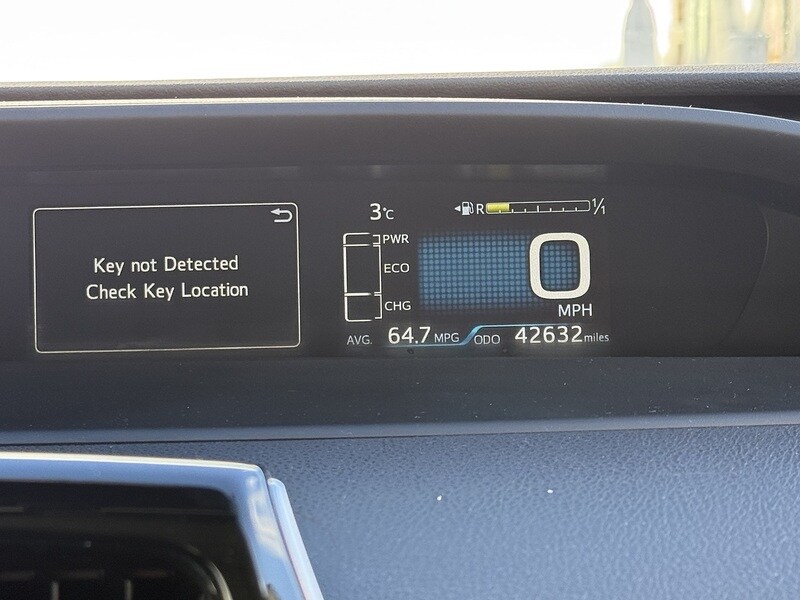 Key not Detected
Check Key Location
3°C
R 1/1
PWR
ECO
CHG
0
MPH
AVG. 64.7 MPG ODO 42632 miles